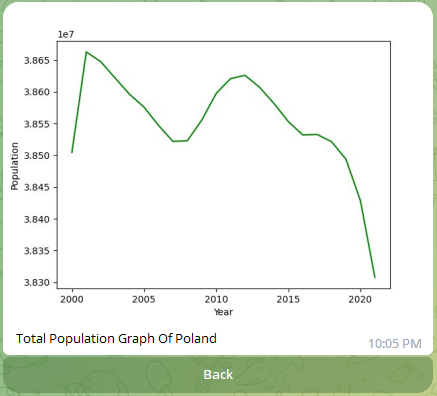 1e7
3.865
3.860
3.855
3.850
3.845
3.840
3.835
3.830
Population
2000 2005 2010 2015 2020
Year
Total Population Graph Of Poland
10:05 PM
Back